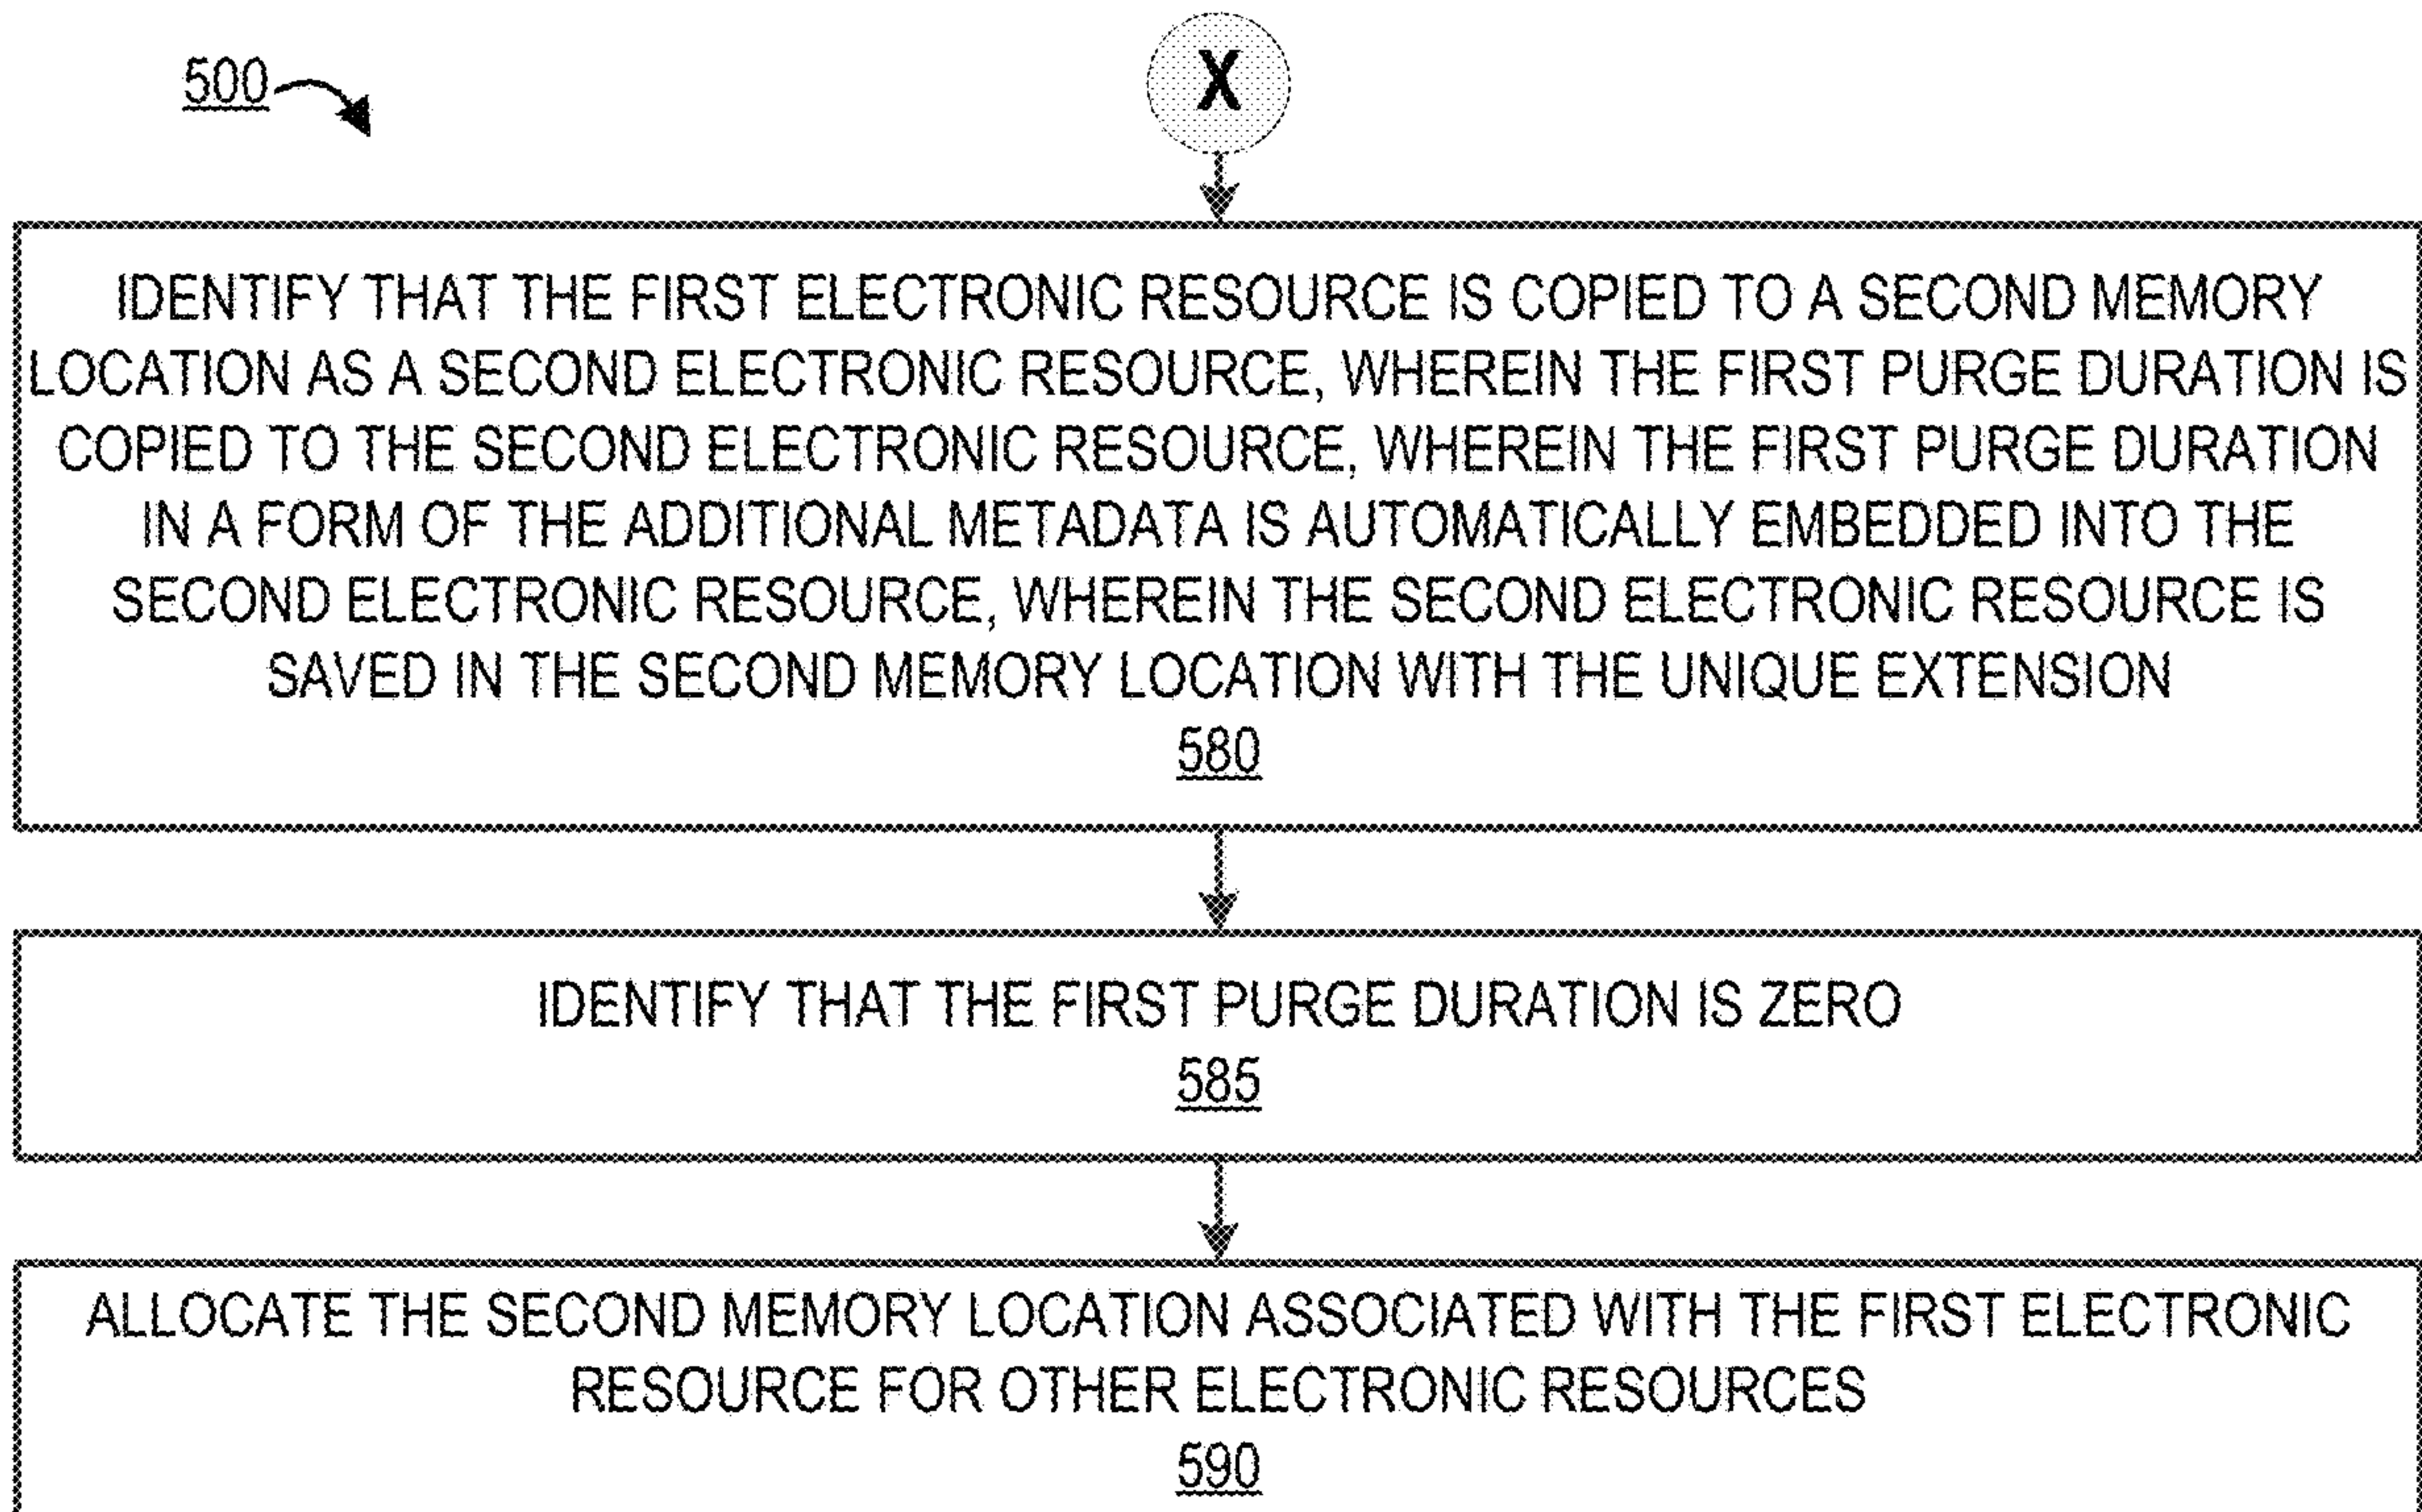 500
X
IDENTIFY THAT THE FIRST ELECTRONIC RESOURCE IS COPIED TO A SECOND MEMORY
LOCATION AS A SECOND ELECTRONIC RESOURCE, WHEREIN THE FIRST PURGE DURATION IS
COPIED TO THE SECOND ELECTRONIC RESOURCE, WHEREIN THE FIRST PURGE DURATION
IN A FORM OF THE ADDITIONAL METADATA IS AUTOMATICALLY EMBEDDED INTO THE
SECOND ELECTRONIC RESOURCE, WHEREIN THE SECOND ELECTRONIC RESOURCE IS
SAVED IN THE SECOND MEMORY LOCATION WITH THE UNIQUE EXTENSION
580
IDENTIFY THAT THE FIRST PURGE DURATION IS ZERO
585
ALLOCATE THE SECOND MEMORY LOCATION ASSOCIATED WITH THE FIRST ELECTRONIC
RESOURCE FOR OTHER ELECTRONIC RESOURCES
590